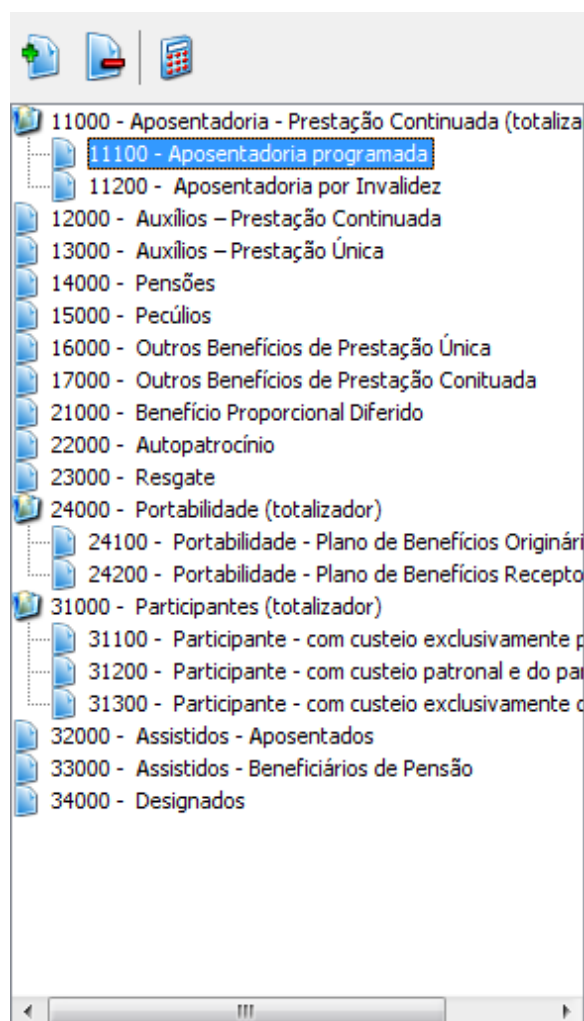 11000 - Aposentadoria - Prestação Continuada (totaliza
11100 - Aposentadoria programada
11200 - Aposentadoria por Invalidez
12000 - Auxílios – Prestação Continuada
13000 - Auxílios – Prestação Única
14000 - Pensões
15000 - Pecúlios
16000 - Outros Benefícios de Prestação Única
17000 - Outros Benefícios de Prestação Conituada
21000 - Benefício Proporcional Diferido
22000 - Autopatrocínio
23000 - Resgate
24000 - Portabilidade (totalizador)
24100 - Portabilidade - Plano de Benefícios Originári
24200 - Portabilidade - Plano de Benefícios Recepto
31000 - Participantes (totalizador)
31100 - Participante - com custeio exclusivamente p
31200 - Participante - com custeio patronal e do pa
31300 - Participante - com custeio exclusivamente d
32000 - Assistidos - Aposentados
33000 - Assistidos - Beneficiários de Pensão
34000 - Designados